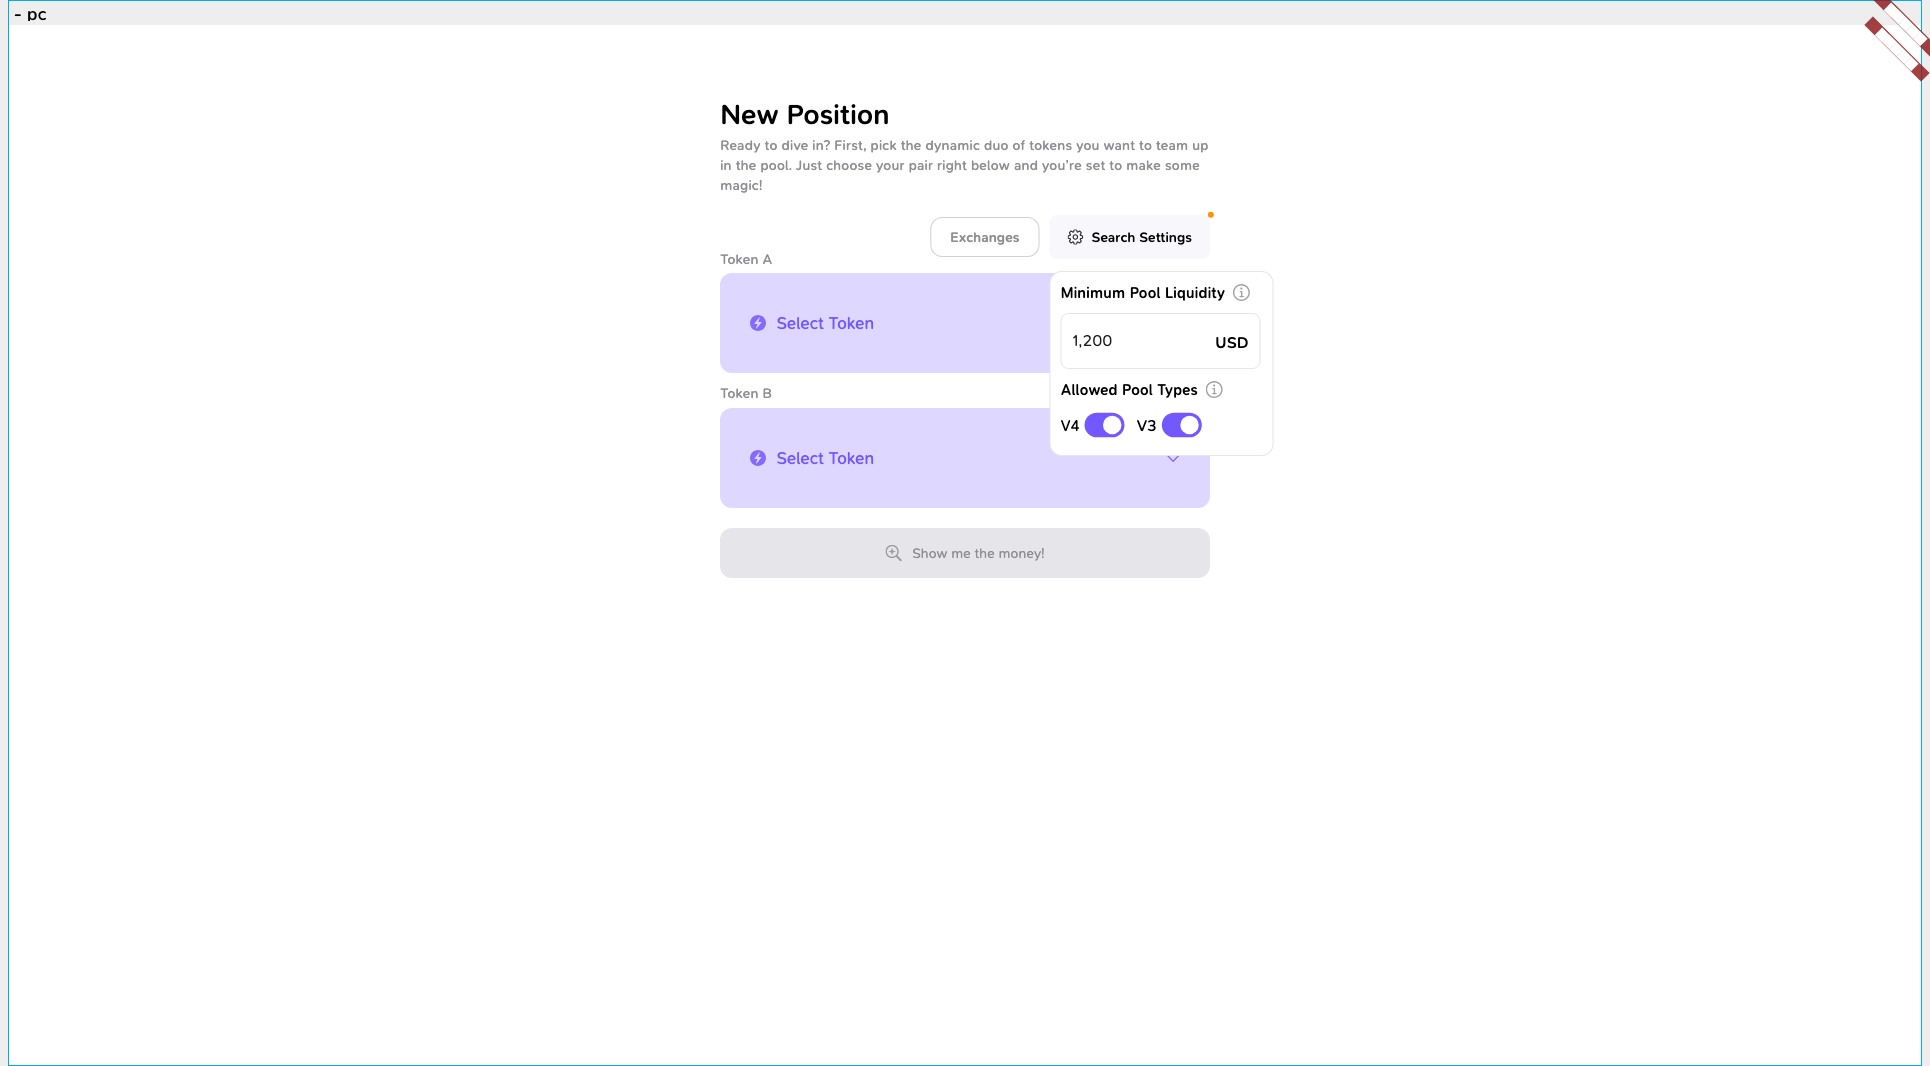 - pc
New Position
Ready to dive in? First, pick the dynamic duo of tokens you want to team up
in the pool. Just choose your pair right below and you're set to make some
magic!
Exchanges
Search Settings
Token A
Select Token
Minimum Pool Liquidity
1,200
USD
Allowed Pool Types
V4
V3
Token B
Select Token
Show me the money!